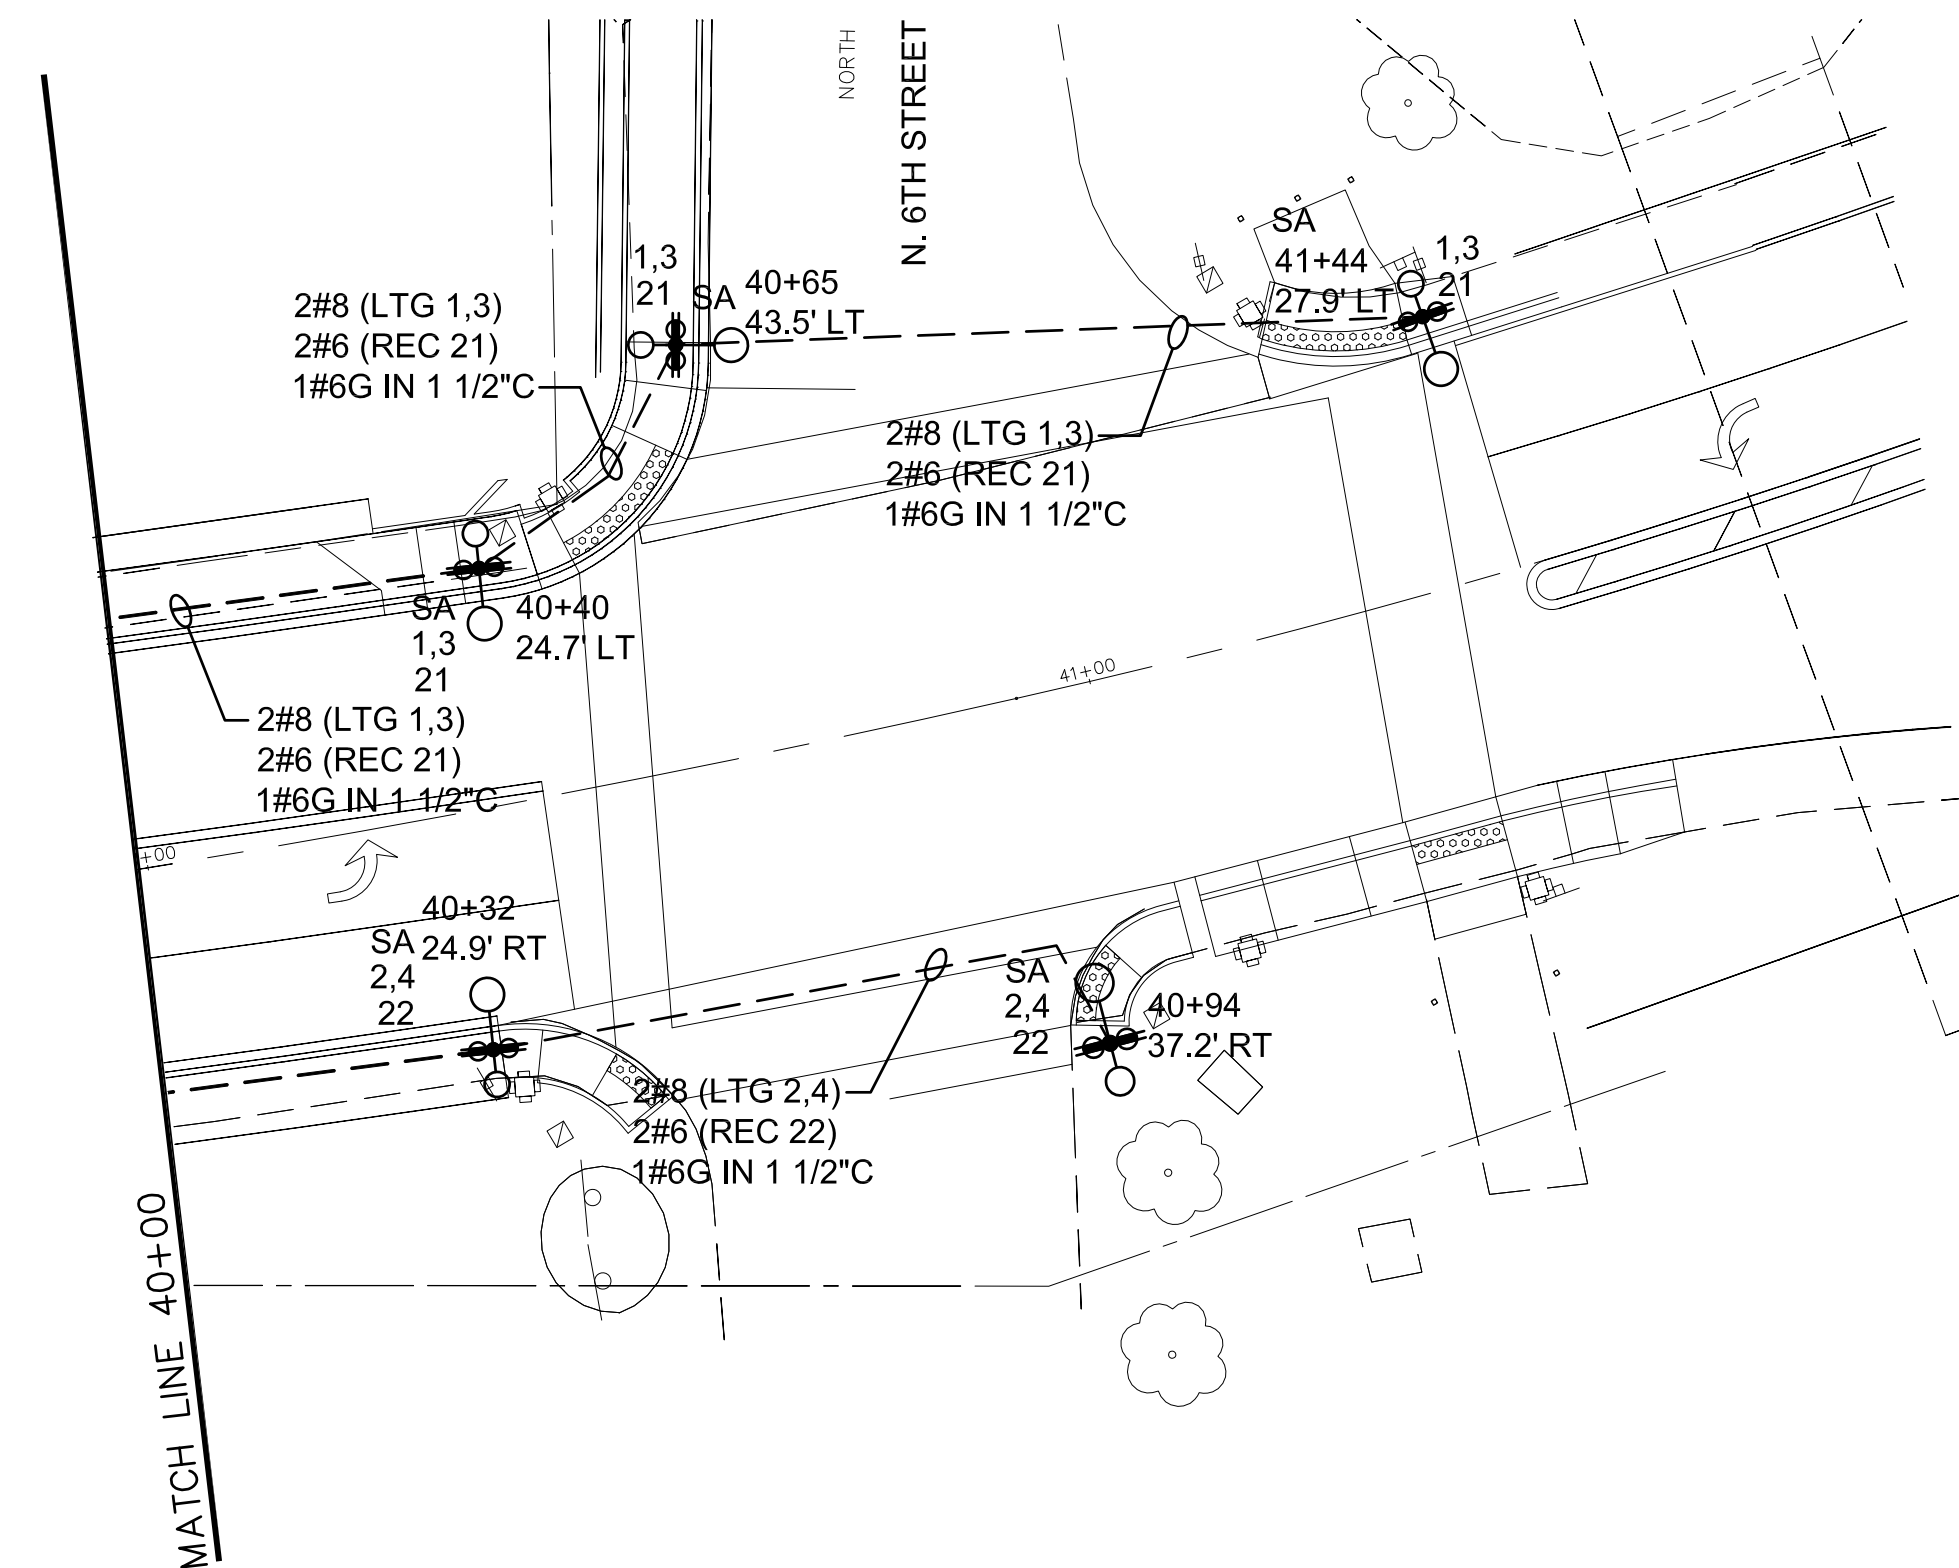 NORTH
N. 6TH STREET
2#8 (LTG 1,3)
2#6 (REC 21)
1#6G IN 1 1/2"C
1,3
21
SA
40+65
43.5' LT
SA
41+44
27.9' LT
1,3
21
2#8 (LTG 1,3)
2#6 (REC 21)
1#6G IN 1 1/2"C
SA
1,3
21
40+40
24.7' LT
2#8 (LTG 1,3)
2#6 (REC 21)
1#6G IN 1 1/2"C
41+00
+00
40+32
24.9' RT
SA
2,4
22
SA
2,4
22
40+94
37.2' RT
2#8 (LTG 2,4)
2#6 (REC 22)
1#6G IN 1 1/2"C
MATCH LINE 40+00